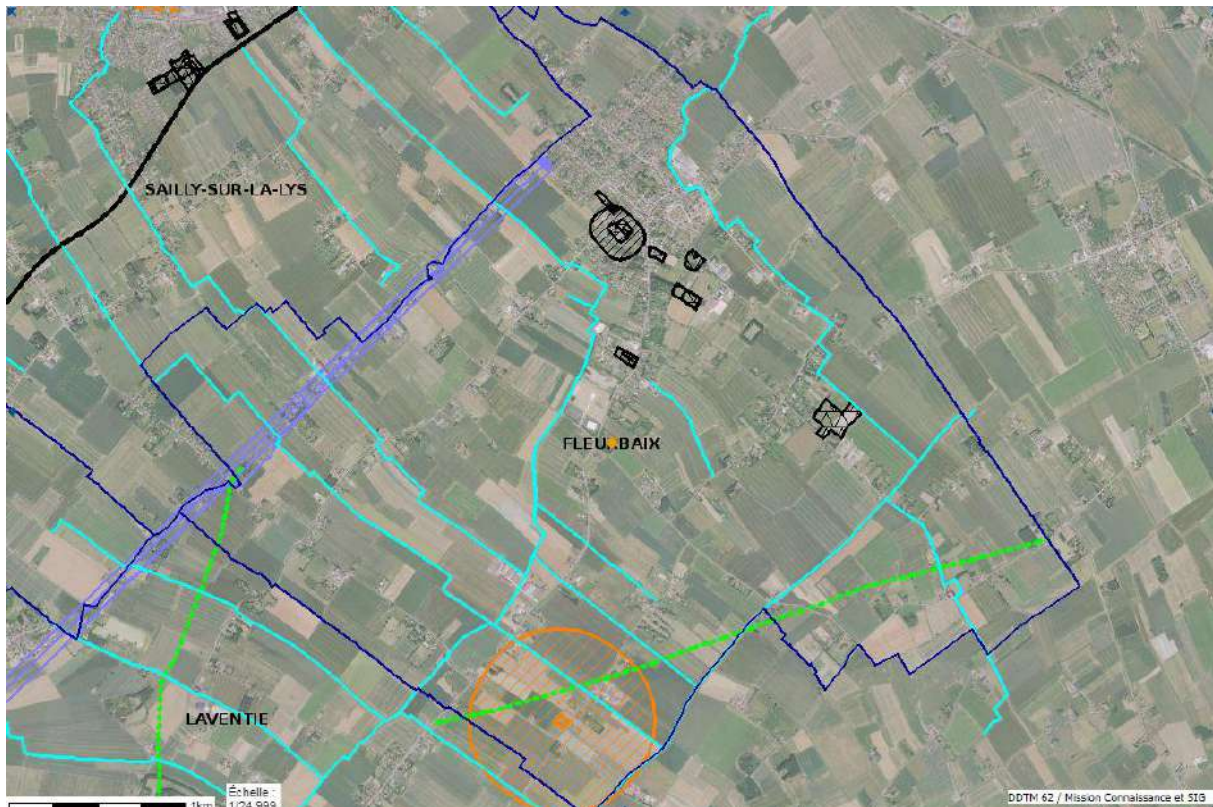 SAILLY-SUR-LA-LYS
FLEURBAIX
LAVENTIE
1km
Échelle :
1/24 999
DDTM 62 / Mission Connaissance et SIG